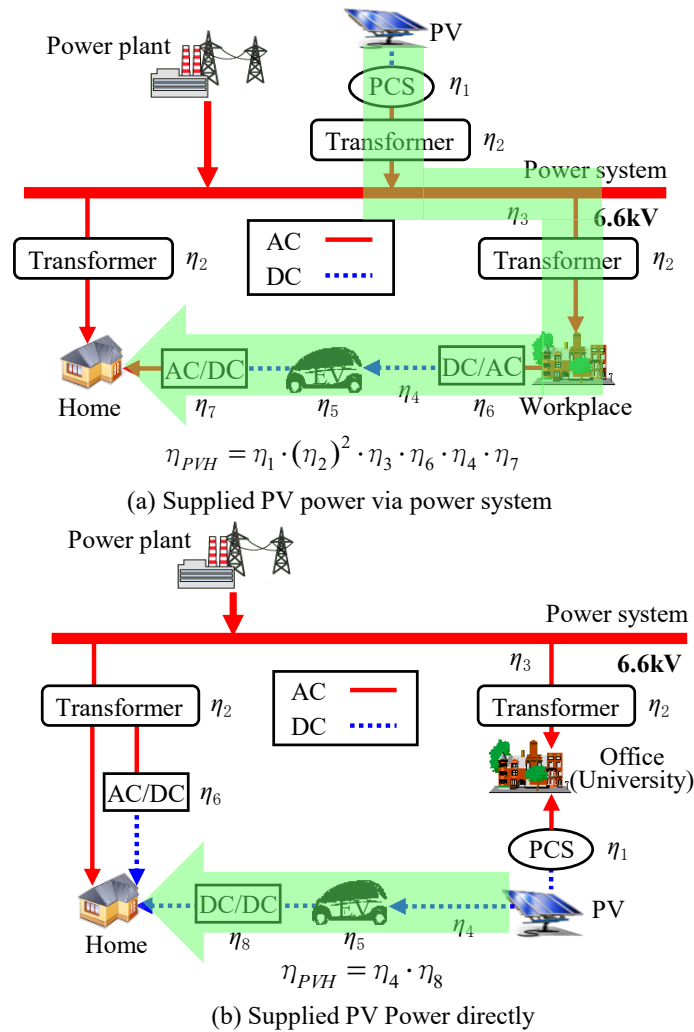 Power plant
PV
PCS
η₁
Transformer
η₂
Power system
η₃
6.6kV
AC
DC
Transformer
η₂
Transformer
η₂
AC/DC
EV
η₄
DC/AC
Home
η₇
η₅
η₆
Workplace
η_PVH = η₁ · (η₂)² · η₃ · η₆ · η₄ · η₇
(a) Supplied PV power via power system
Power plant
Power system
η₃
6.6kV
AC
DC
Transformer
η₂
Transformer
η₂
Office
(University)
AC/DC
η₆
PCS
η₁
DC/DC
EV
η₄
PV
Home
η₈
η₅
η_PVH = η₄ · η₈
(b) Supplied PV Power directly